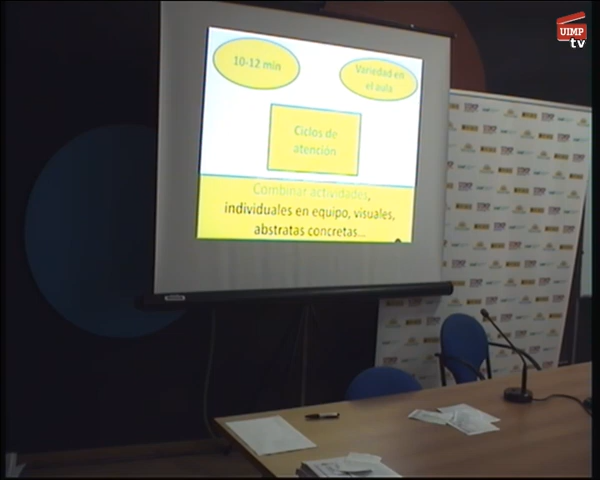 UIMP
tv
10-12 min
Variedad en
el aula
Ciclos de
atención
Combinar actividades,
individuales en equipo, visuales,
abstratas concretas...